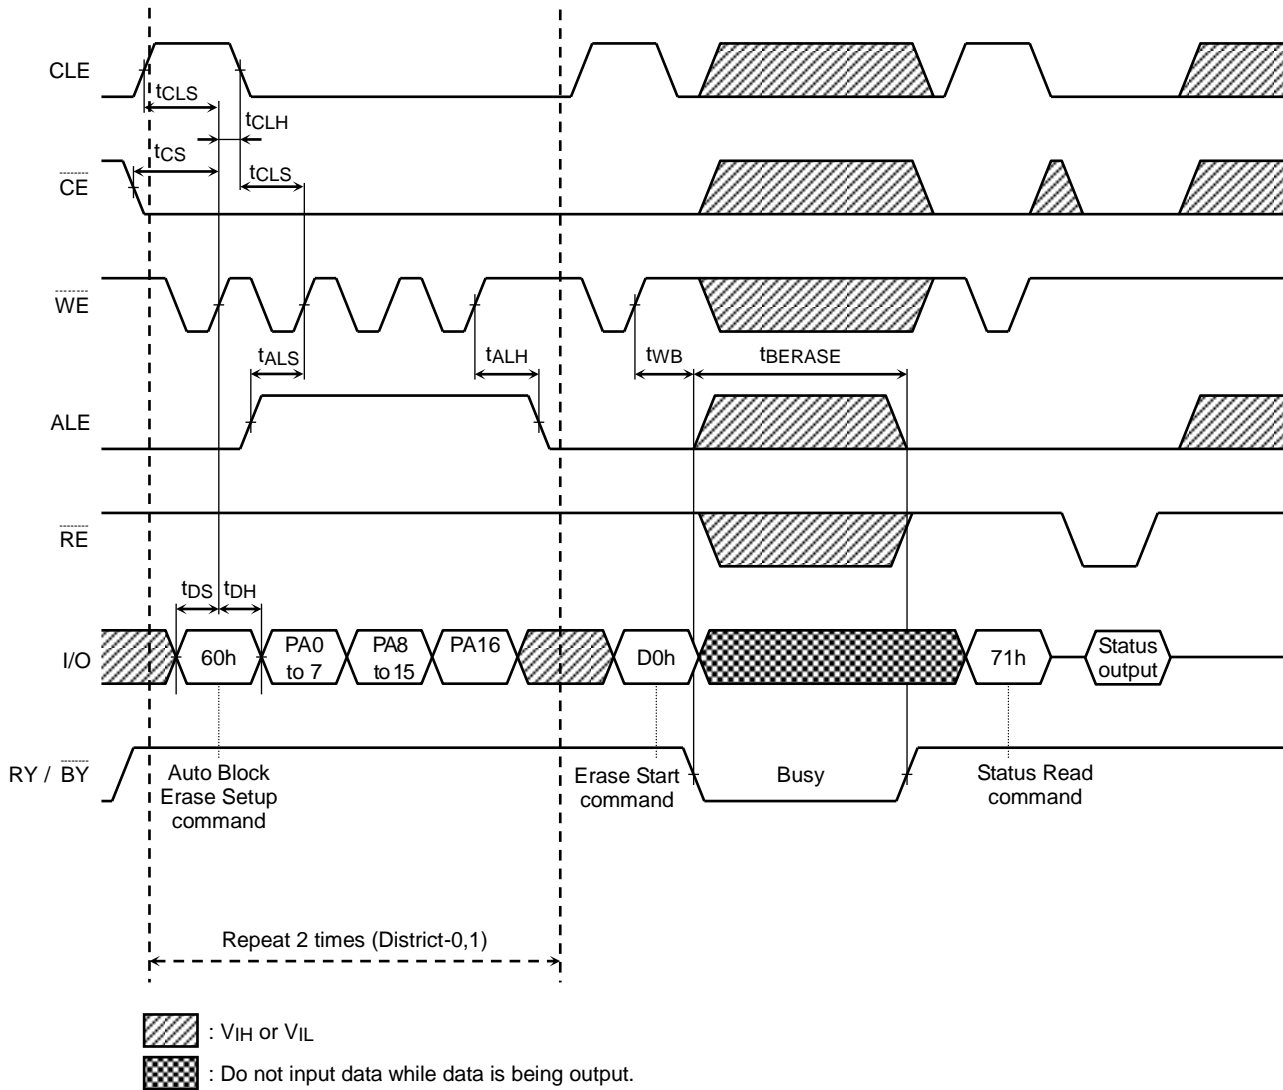 CLE
tCLS
tCLH
tCS
tCLS
CE
WE
tALS
tALH
tWB
tBERASE
ALE
RE
tDS
tDH
I/O
60h
PA0
to 7
PA8
to 15
PA16
D0h
71h
Status
output
RY / BY
Auto Block
Erase Setup
command
Erase Start
command
Busy
Status Read
command
Repeat 2 times (District-0,1)
: VIH or VIL
: Do not input data while data is being output.